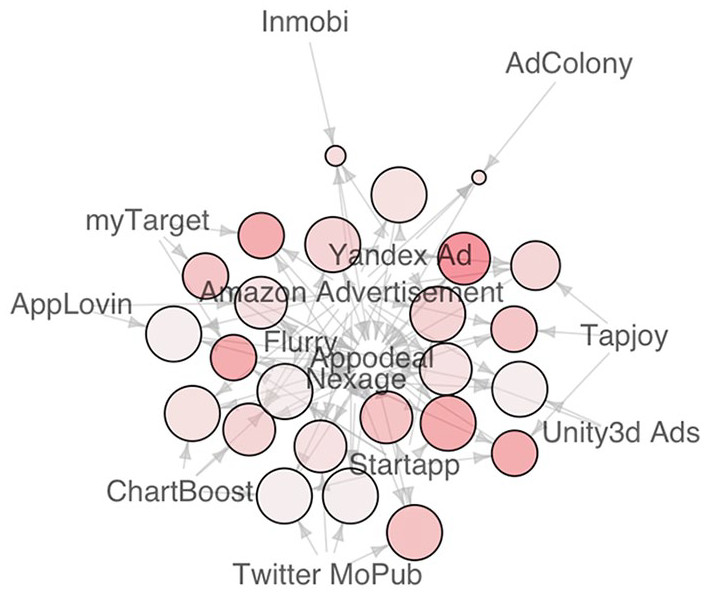 Inmobi
AdColony
myTarget
Yandex Ad
Amazon Advertisement
AppLovin
Tapjoy
Flurry
Appodeal
Nexage
Unity3d Ads
Startapp
ChartBoost
Twitter MoPub